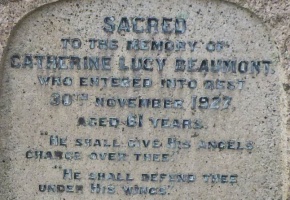 SACRED
TO THE MEMORY OF
CATHERINE LUCY BEAUMONT,
WHO ENTERED INTO REST
30TH NOVEMBER 1927,
AGED 61 YEARS.
"HE SHALL GIVE HIS ANGELS
CHARGE OVER THEE."
"HE SHALL DEFEND THEE
UNDER HIS WINGS."